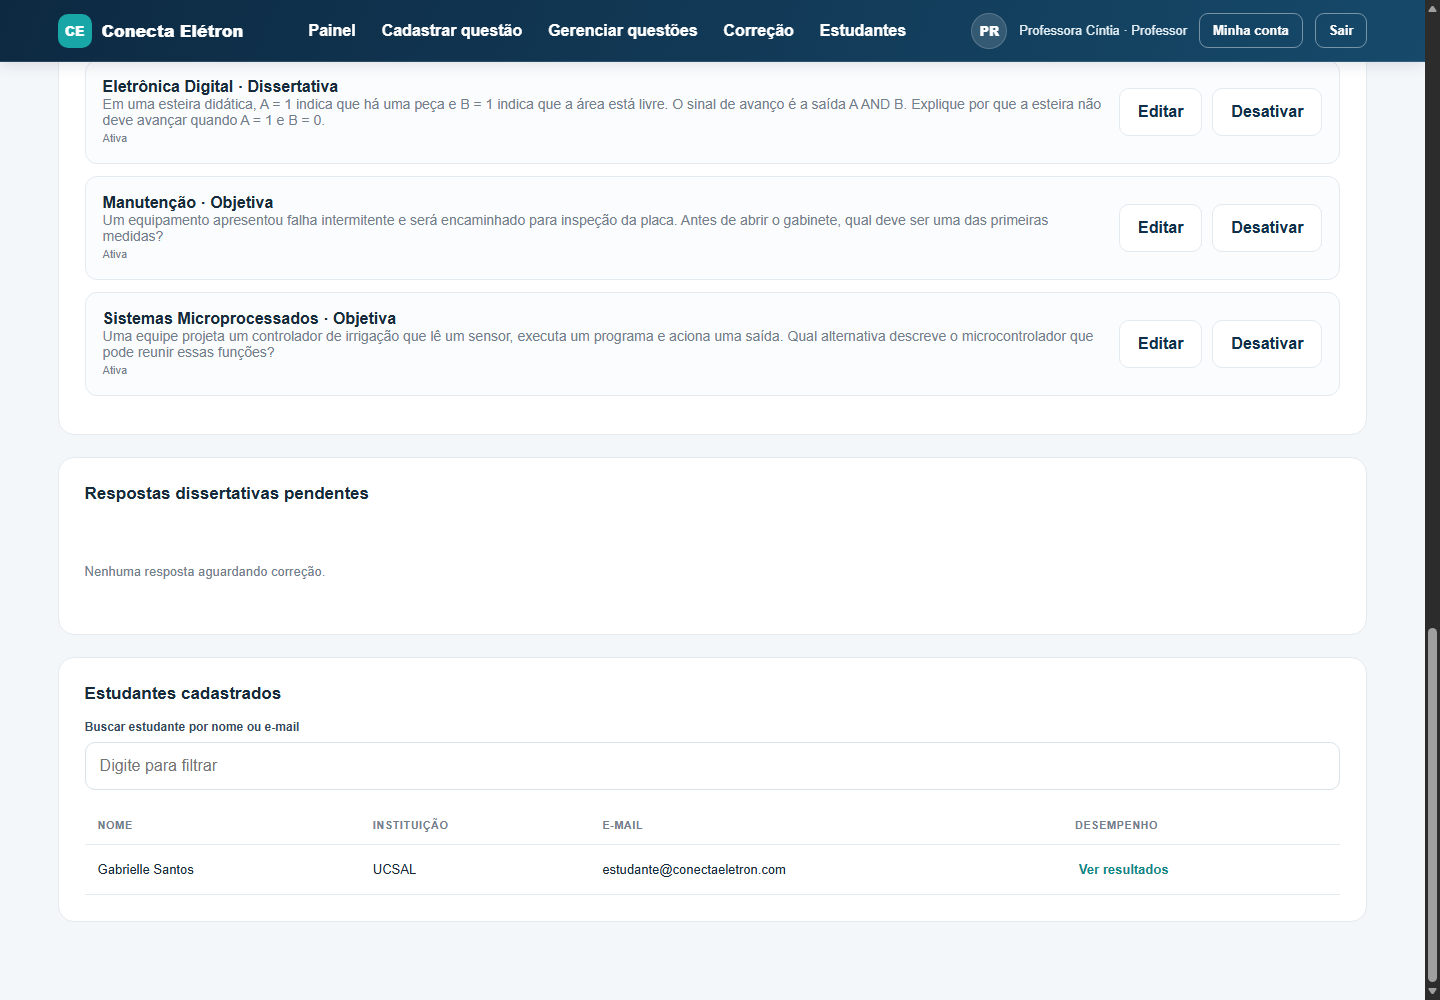 CE Conecta Elétron Painel Cadastrar questão Gerenciar questões Correção Estudantes PR Professora Cíntia · Professor Minha conta Sair
Eletrônica Digital · Dissertativa
Em uma esteira didática, A = 1 indica que há uma peça e B = 1 indica que a área está livre. O sinal de avanço é a saída A AND B. Explique por que a esteira não
deve avançar quando A = 1 e B = 0.
Ativa
Editar Desativar
Manutenção · Objetiva
Um equipamento apresentou falha intermitente e será encaminhado para inspeção da placa. Antes de abrir o gabinete, qual deve ser uma das primeiras
medidas?
Ativa
Editar Desativar
Sistemas Microprocessados · Objetiva
Uma equipe projeta um controlador de irrigação que lê um sensor, executa um programa e aciona uma saída. Qual alternativa descreve o microcontrolador que
pode reunir essas funções?
Ativa
Editar Desativar
Respostas dissertativas pendentes
Nenhuma resposta aguardando correção.
Estudantes cadastrados
Buscar estudante por nome ou e-mail
Digite para filtrar
NOME INSTITUIÇÃO E-MAIL DESEMPENHO
Gabrielle Santos UCSAL estudante@conectaeletron.com Ver resultados